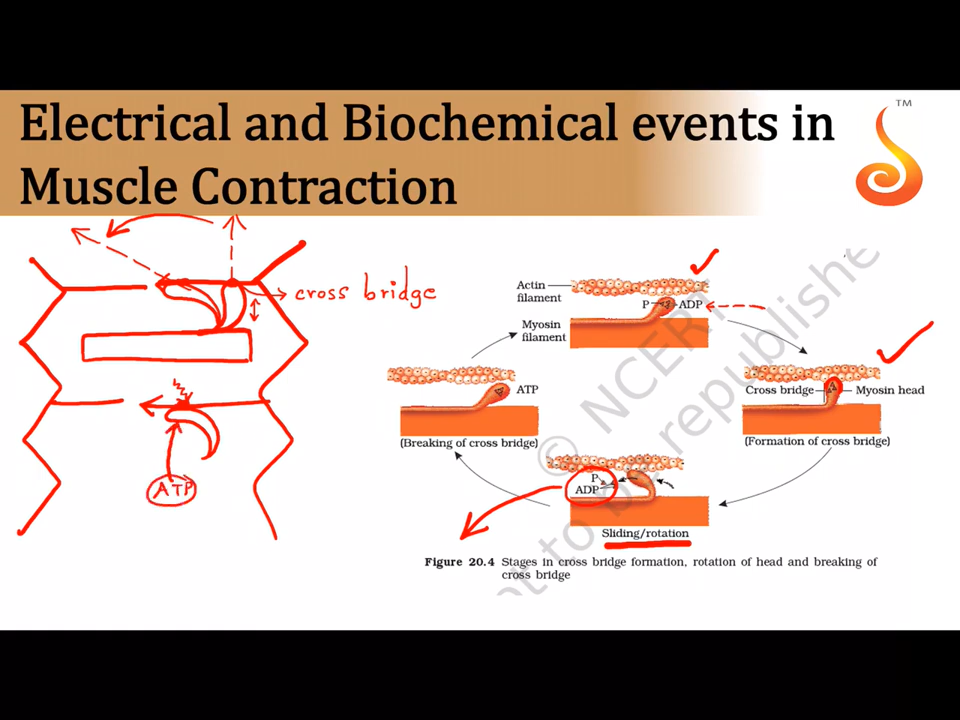 Electrical and Biochemical events in
Muscle Contraction
TM
cross bridge
ATP
Actin
filament
P
ADP
Myosin
filament
Cross bridge
Myosin head
(Formation of cross bridge)
P
ADP
Sliding/rotation
ATP
(Breaking of cross bridge)
Figure 20.4 Stages in cross bridge formation, rotation of head and breaking of
cross bridge
© NCERT